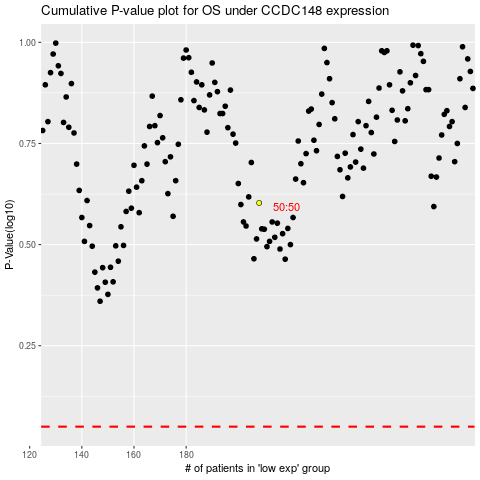 Cumulative P-value plot for OS under CCDC148 expression
P-Value(log10)
1.00
0.75
0.50
0.25
50:50
120 140 160 180
# of patients in 'low exp' group